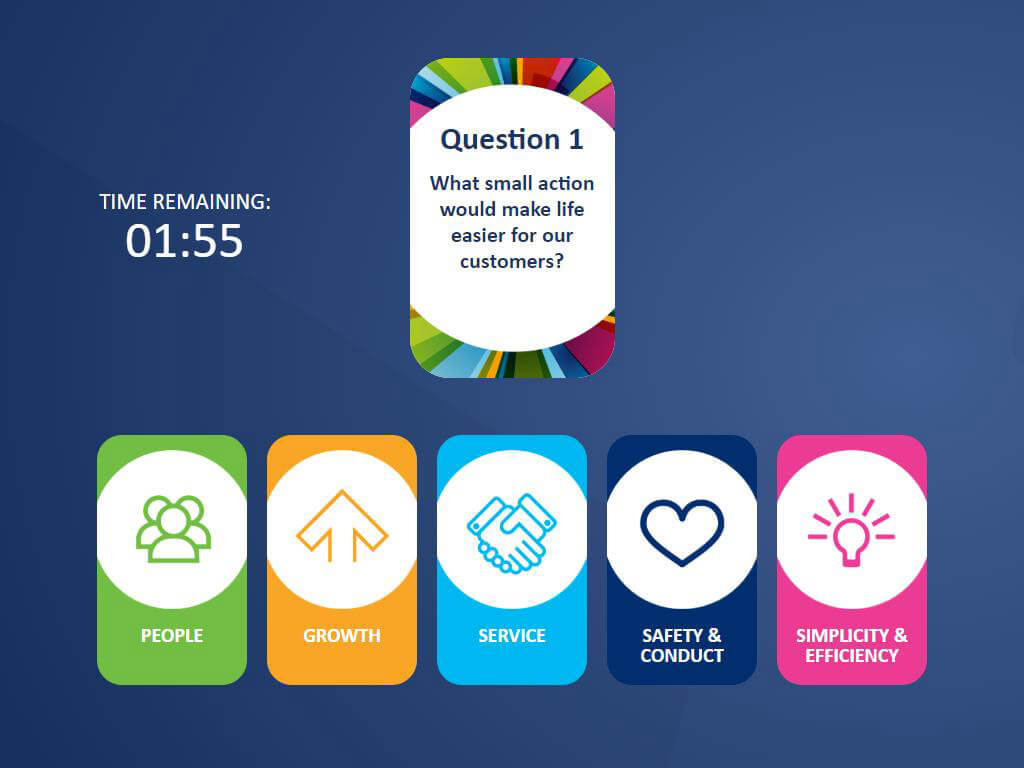 Question 1
What small action
would make life
easier for our
customers?
TIME REMAINING:
01:55
PEOPLE
GROWTH
SERVICE
SAFETY &
CONDUCT
SIMPLICITY &
EFFICIENCY